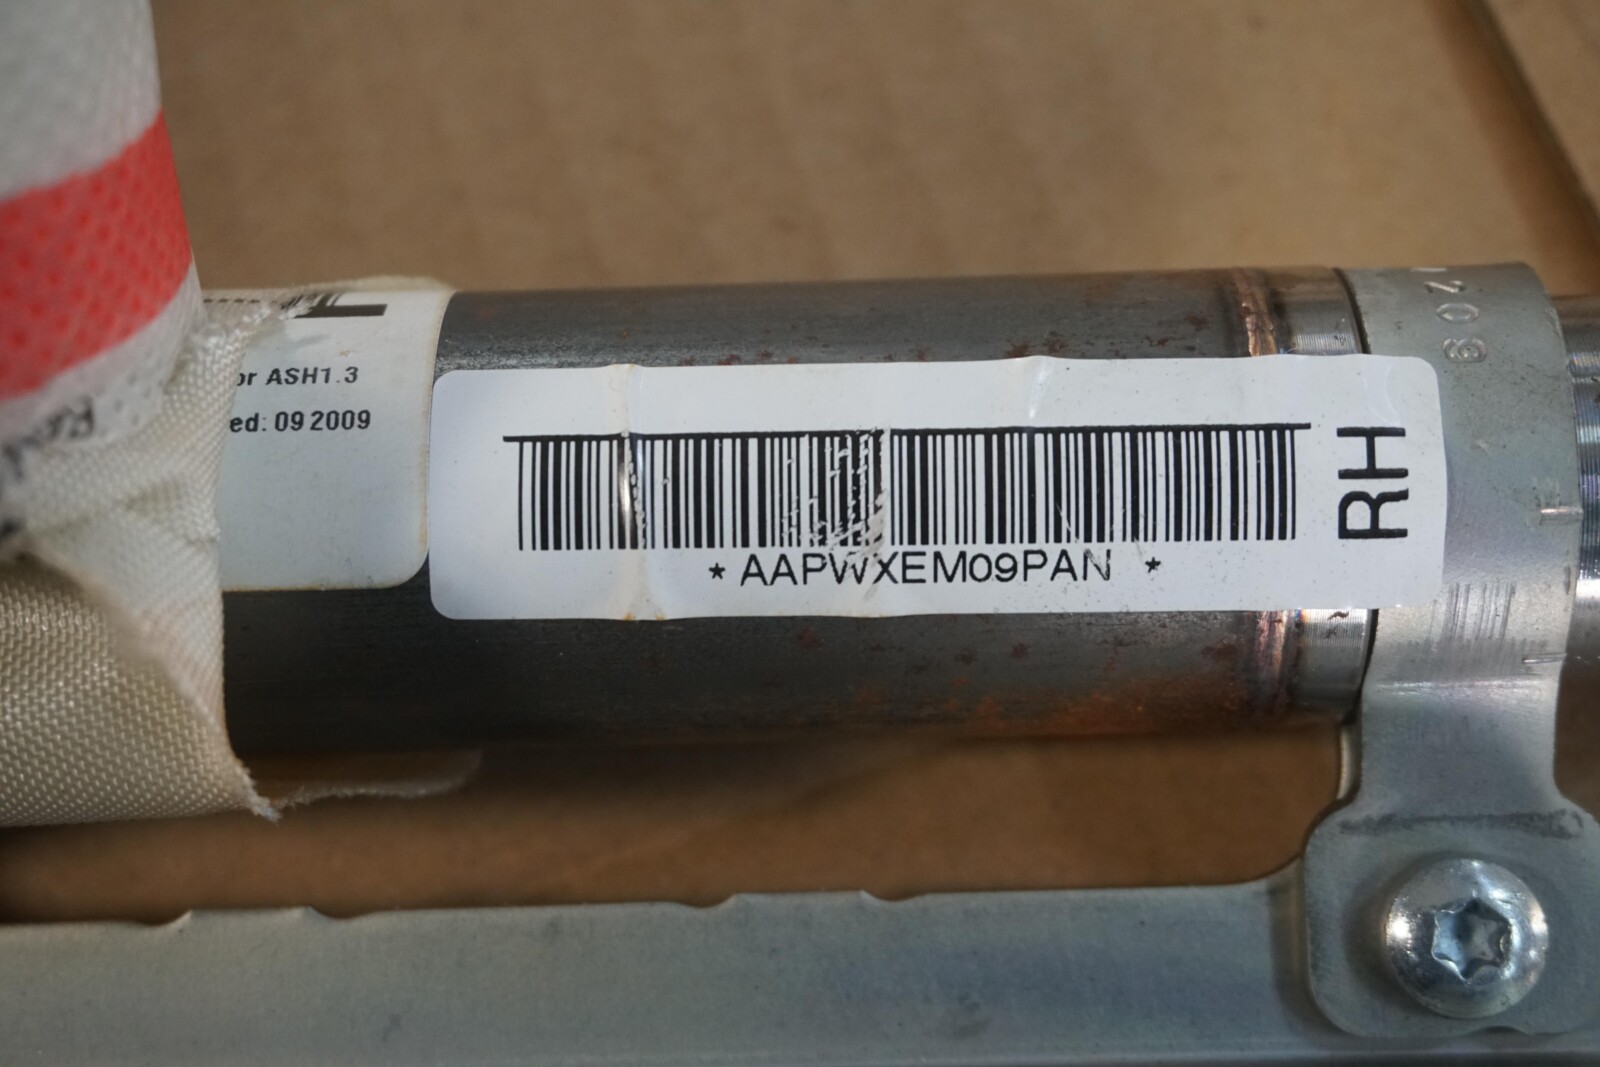 or ASH1.3
ed: 09 2009
* AAPWXEM09PAN *
RH